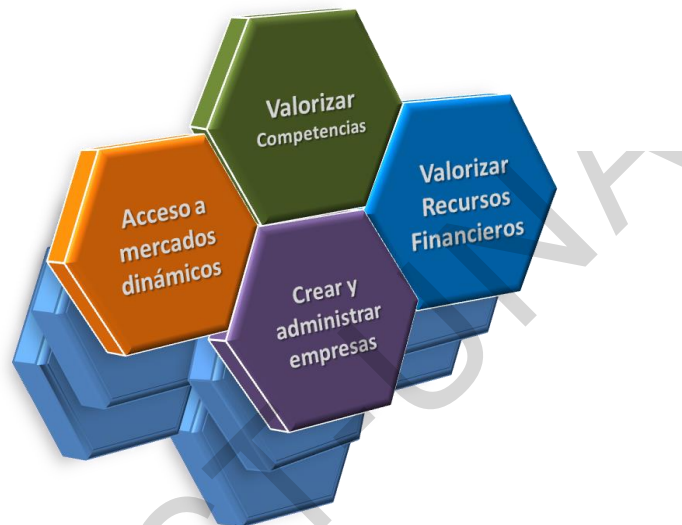 Valorizar
Competencias
Valorizar
Recursos
Financieros
Acceso a
mercados
dinámicos
Crear y
administrar
empresas